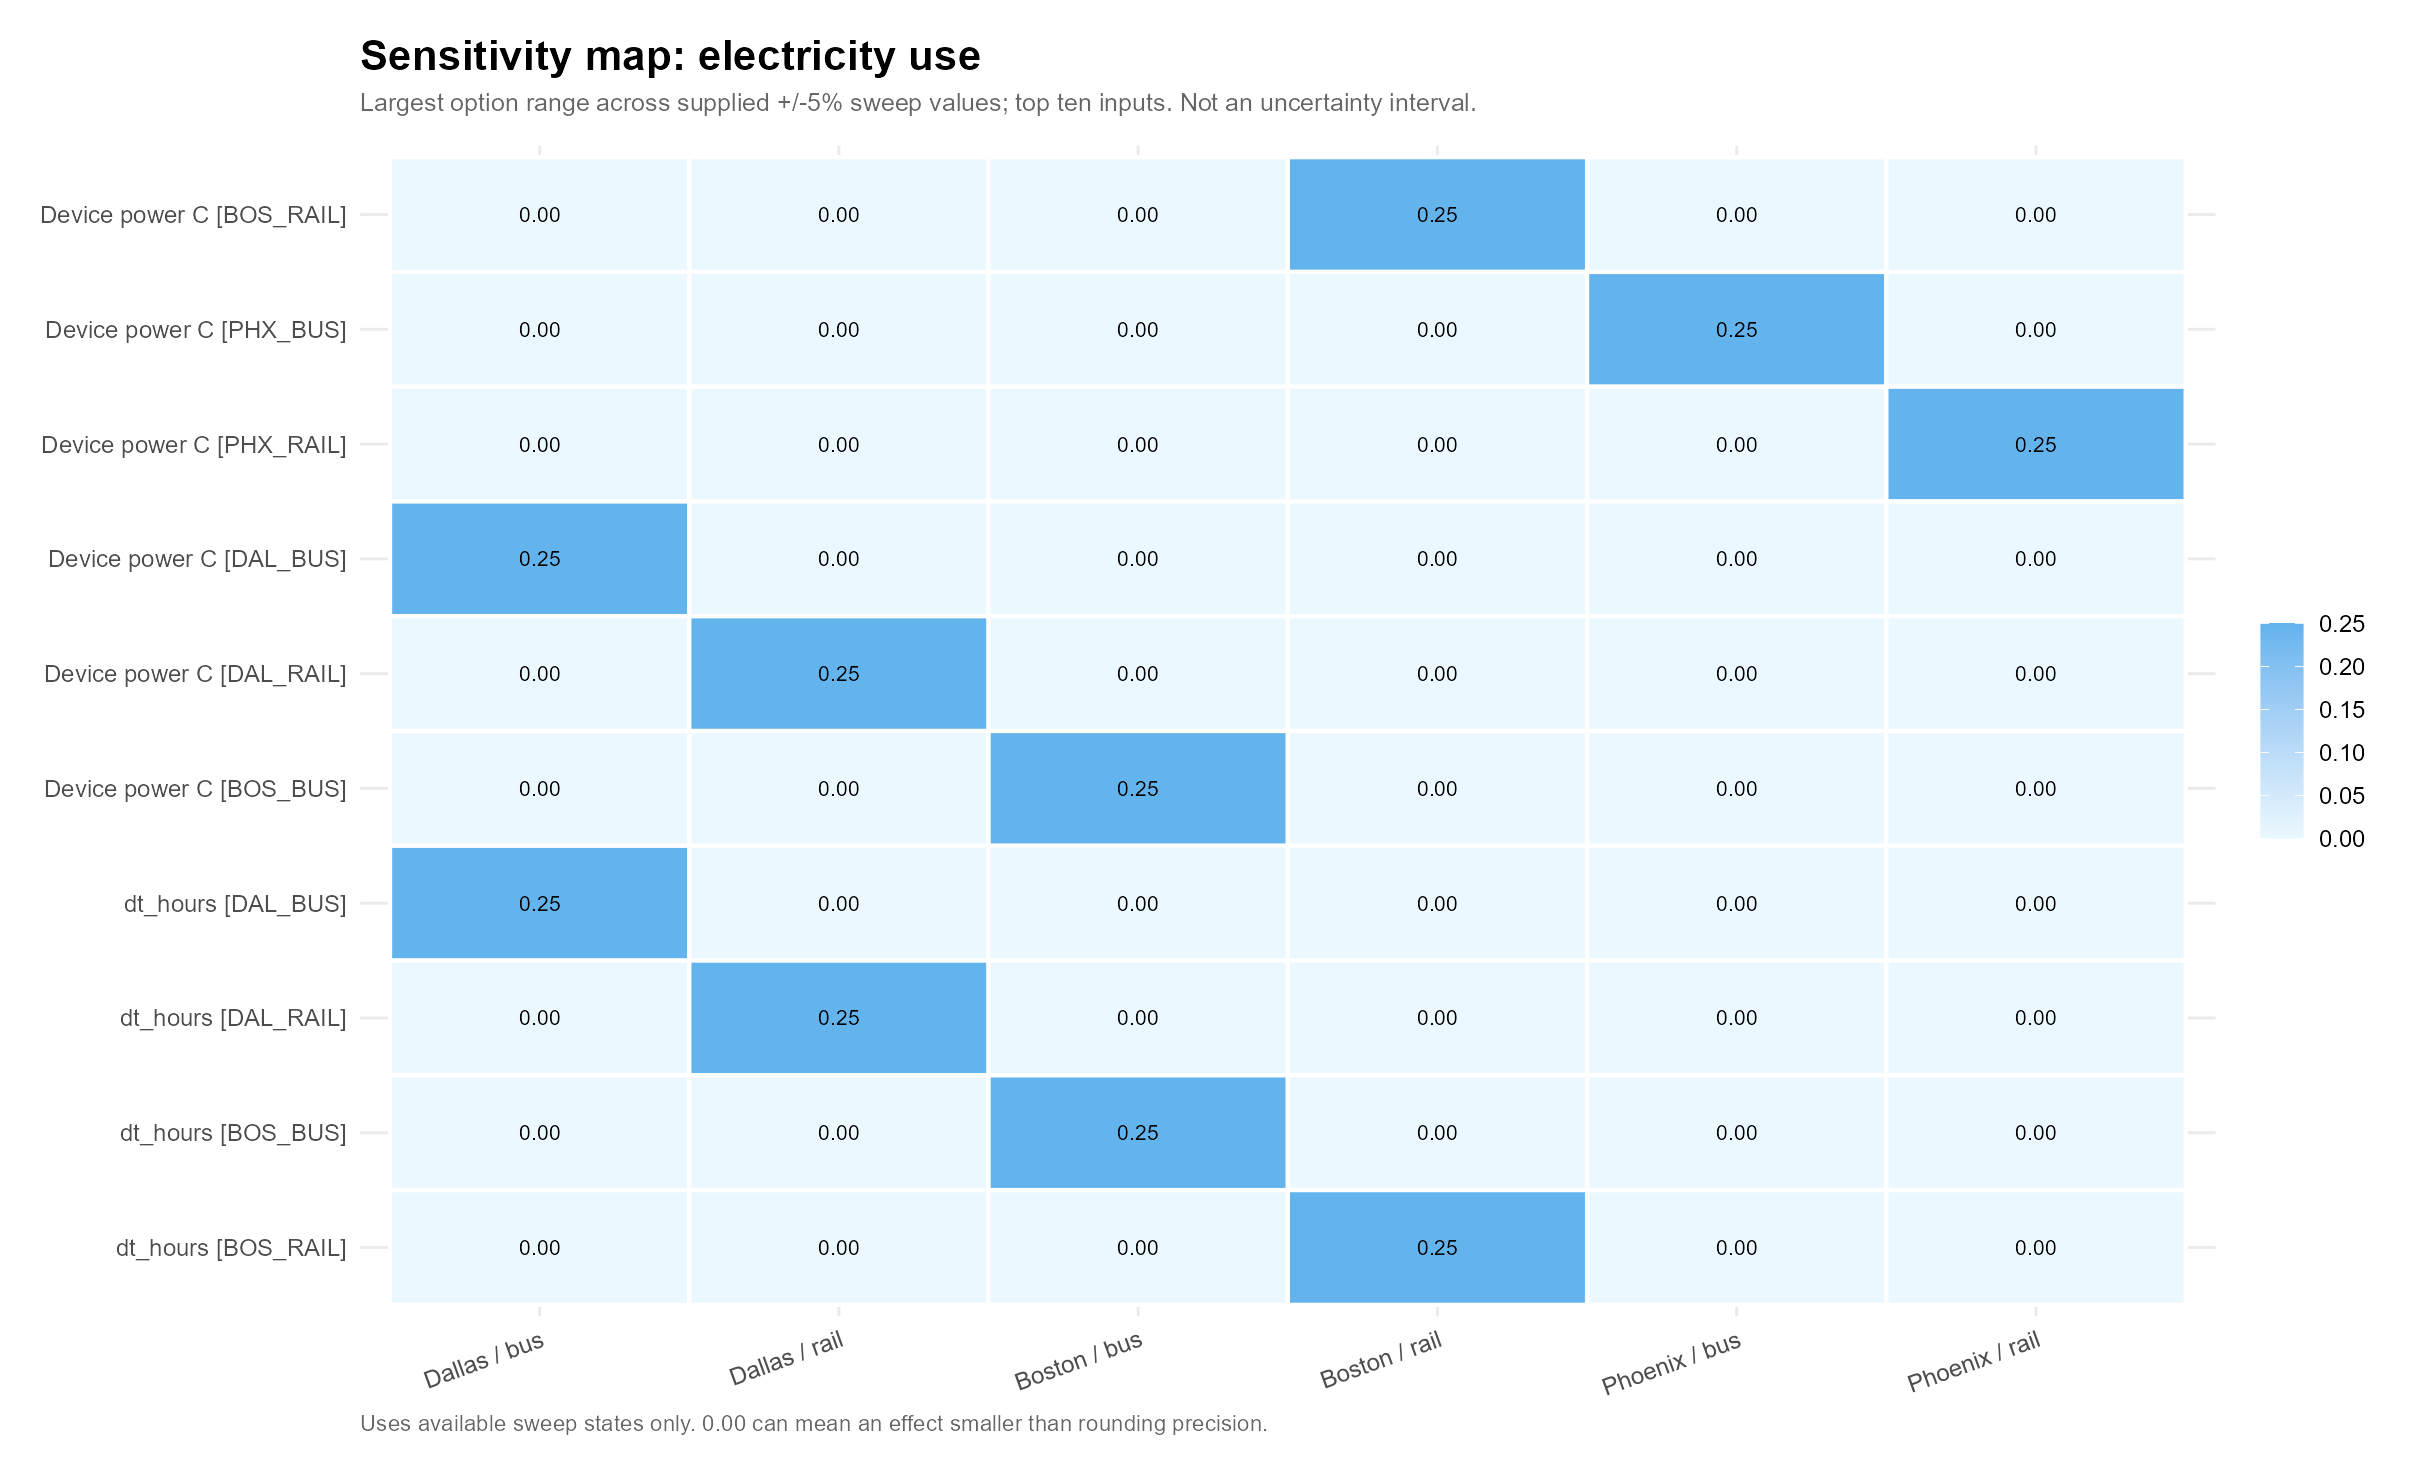 Sensitivity map: electricity use
Largest option range across supplied +/-5% sweep values; top ten inputs. Not an uncertainty interval.
Device power C [BOS_RAIL] 0.00 0.00 0.00 0.25 0.00 0.00
Device power C [PHX_BUS] 0.00 0.00 0.00 0.00 0.25 0.00
Device power C [PHX_RAIL] 0.00 0.00 0.00 0.00 0.00 0.25
Device power C [DAL_BUS] 0.25 0.00 0.00 0.00 0.00 0.00
Device power C [DAL_RAIL] 0.00 0.25 0.00 0.00 0.00 0.00
Device power C [BOS_BUS] 0.00 0.00 0.25 0.00 0.00 0.00
dt_hours [DAL_BUS] 0.25 0.00 0.00 0.00 0.00 0.00
dt_hours [DAL_RAIL] 0.00 0.25 0.00 0.00 0.00 0.00
dt_hours [BOS_BUS] 0.00 0.00 0.25 0.00 0.00 0.00
dt_hours [BOS_RAIL] 0.00 0.00 0.00 0.25 0.00 0.00
Dallas / bus Dallas / rail Boston / bus Boston / rail Phoenix / bus Phoenix / rail
0.25
0.20
0.15
0.10
0.05
0.00
Uses available sweep states only. 0.00 can mean an effect smaller than rounding precision.